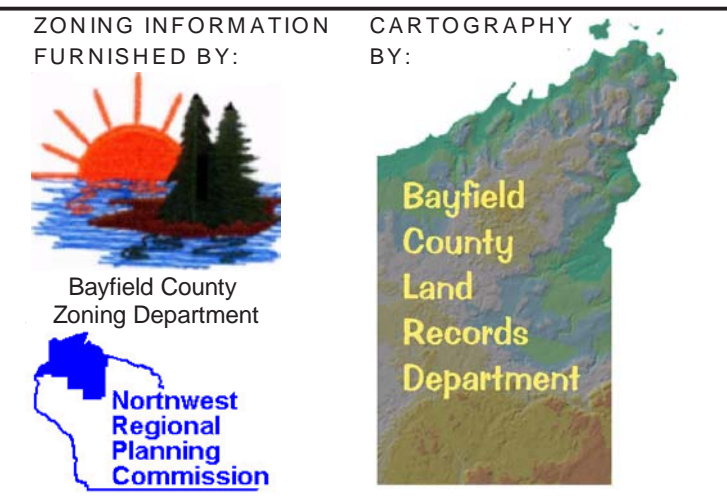 ZONING INFORMATION
FURNISHED BY:
Bayfield County
Zoning Department
Nortnwest
Regional
Planning
Commission
CARTOGRAPHY
BY:
Bayfield
County
Land
Records
Department